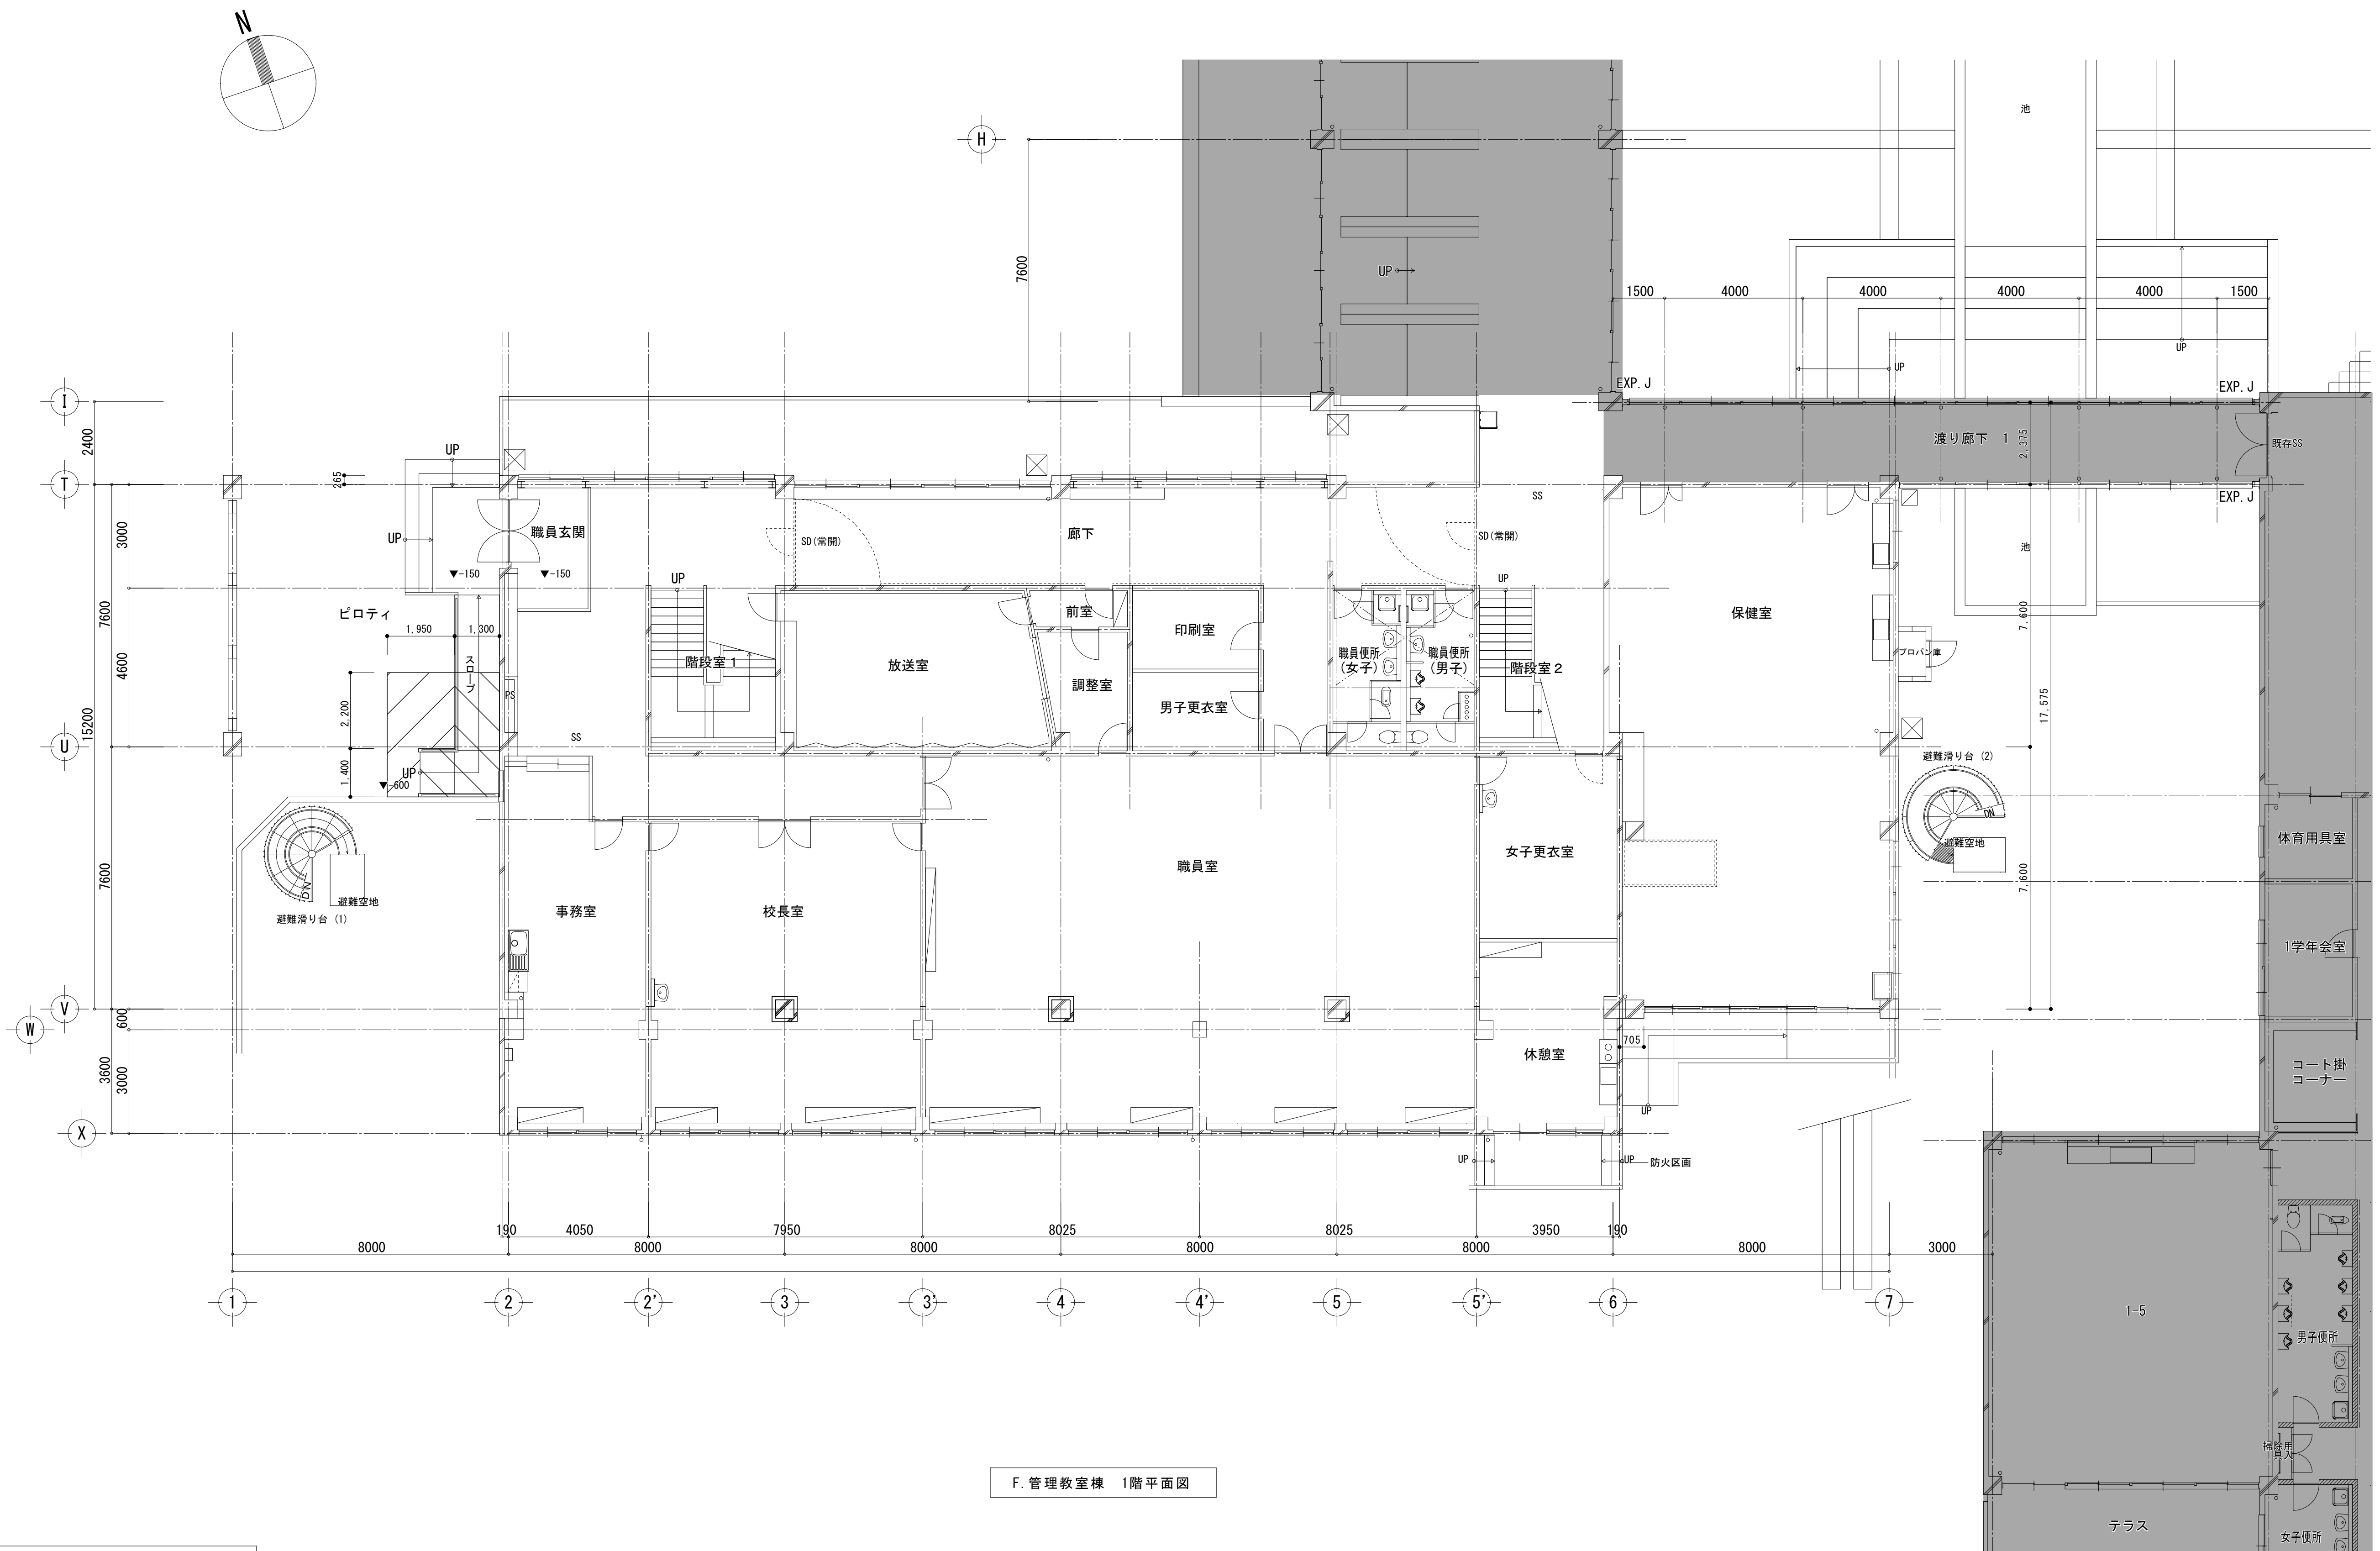 N
H
池
7600
UP
1500
4000
4000
4000
4000
1500
UP
UP
EXP.J
EXP.J
I
2400
渡り廊下　1
2.375
既存SS
UP
T
265
SS
EXP.J
3000
職員玄関
廊下
SD(常開)
SD(常開)
UP
池
▼-150
▼-150
UP
UP
ピロティ
7600
前室
保健室
7.600
1,950
1,300
印刷室
スロープ
階段室１
放送室
職員便所
(女子)
職員便所
(男子)
階段室２
プロパン庫
4600
調整室
PS
男子更衣室
2,200
15200
17.575
U
SS
避難滑り台 (2)
1,400
UP
▼-600
DN
体育用具室
避難空地
女子更衣室
職員室
7600
7.600
DN
避難空地
事務室
校長室
避難滑り台 (1)
1学年会室
V
600
W
705
休憩室
3600
3000
コート掛
コーナー
UP
X
UP
UP
防火区画
190
4050
7950
8025
8025
3950
190
8000
8000
8000
8000
8000
8000
3000
1
2
2'
3
3'
4
4'
5
5'
6
7
1-5
男子便所
掃除用
具入
F.管理教室棟　1階平面図
テラス
女子便所